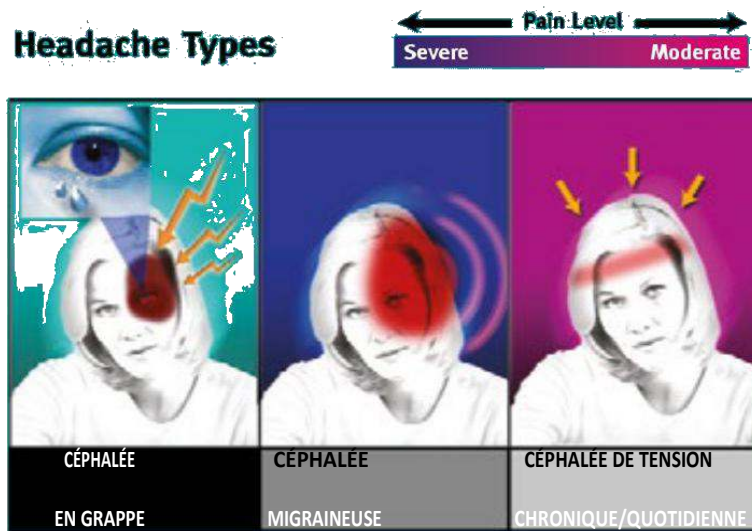 Headache Types
Pain Level
Severe Moderate
CÉPHALÉE
EN GRAPPE
CÉPHALÉE
MIGRAINEUSE
CÉPHALÉE DE TENSION
CHRONIQUE/QUOTIDIENNE